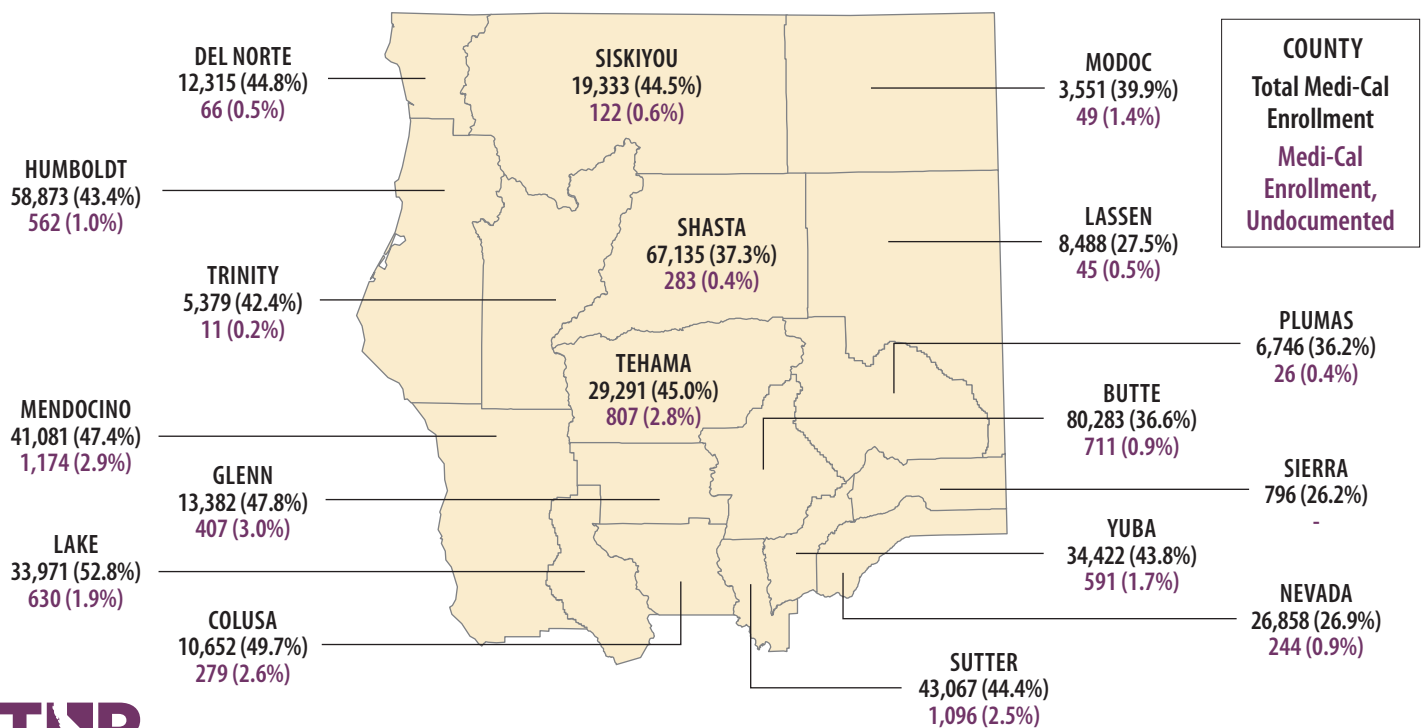 DEL NORTE
12,315 (44.8%)
66 (0.5%)
SISKIYOU
19,333 (44.5%)
122 (0.6%)
MODOC
3,551 (39.9%)
49 (1.4%)
COUNTY
Total Medi-Cal
Enrollment
Medi-Cal
Enrollment,
Undocumented
HUMBOLDT
58,873 (43.4%)
562 (1.0%)
SHASTA
67,135 (37.3%)
283 (0.4%)
LASSEN
8,488 (27.5%)
45 (0.5%)
TRINITY
5,379 (42.4%)
11 (0.2%)
PLUMAS
6,746 (36.2%)
26 (0.4%)
TEHAMA
29,291 (45.0%)
807 (2.8%)
BUTTE
80,283 (36.6%)
711 (0.9%)
MENDOCINO
41,081 (47.4%)
1,174 (2.9%)
GLENN
13,382 (47.8%)
407 (3.0%)
SIERRA
796 (26.2%)
-
LAKE
33,971 (52.8%)
630 (1.9%)
YUBA
34,422 (43.8%)
591 (1.7%)
NEVADA
26,858 (26.9%)
244 (0.9%)
COLUSA
10,652 (49.7%)
279 (2.6%)
SUTTER
43,067 (44.4%)
1,096 (2.5%)